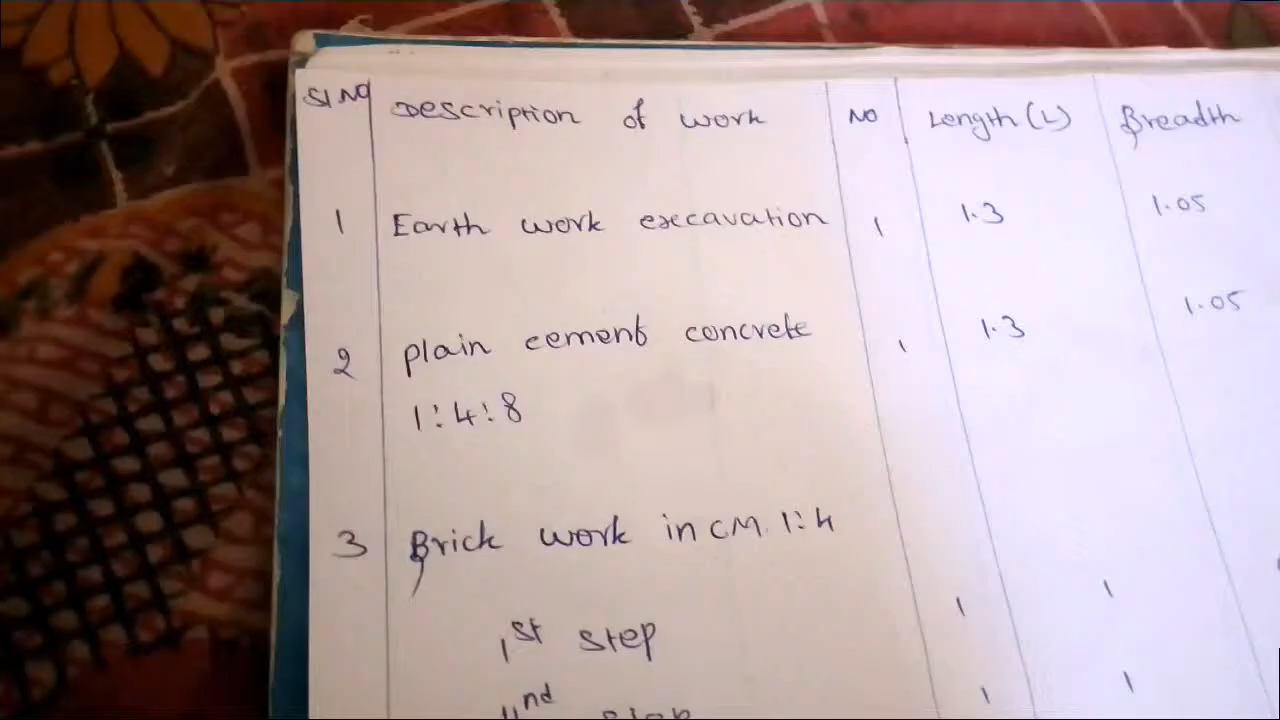 Sl No Description of work No Length (L) Breadth
1 Earth work excavation 1 1.3 1.05
2 plain cement concrete 1 1.3 1.05
1:4:8
3 Brick work in CM. 1:4
1st step 1 1
nd 1 1